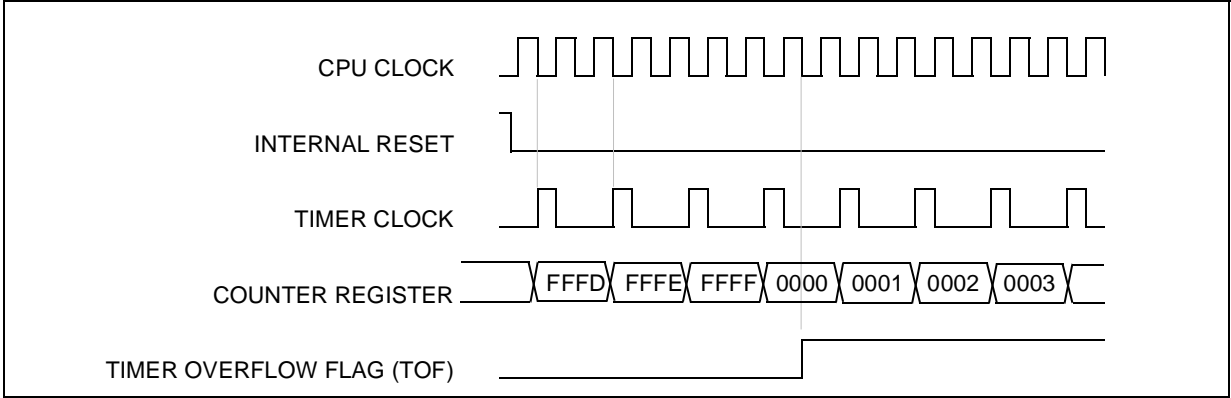 CPU CLOCK
INTERNAL RESET
TIMER CLOCK
COUNTER REGISTER FFFD FFFE FFFF 0000 0001 0002 0003
TIMER OVERFLOW FLAG (TOF)